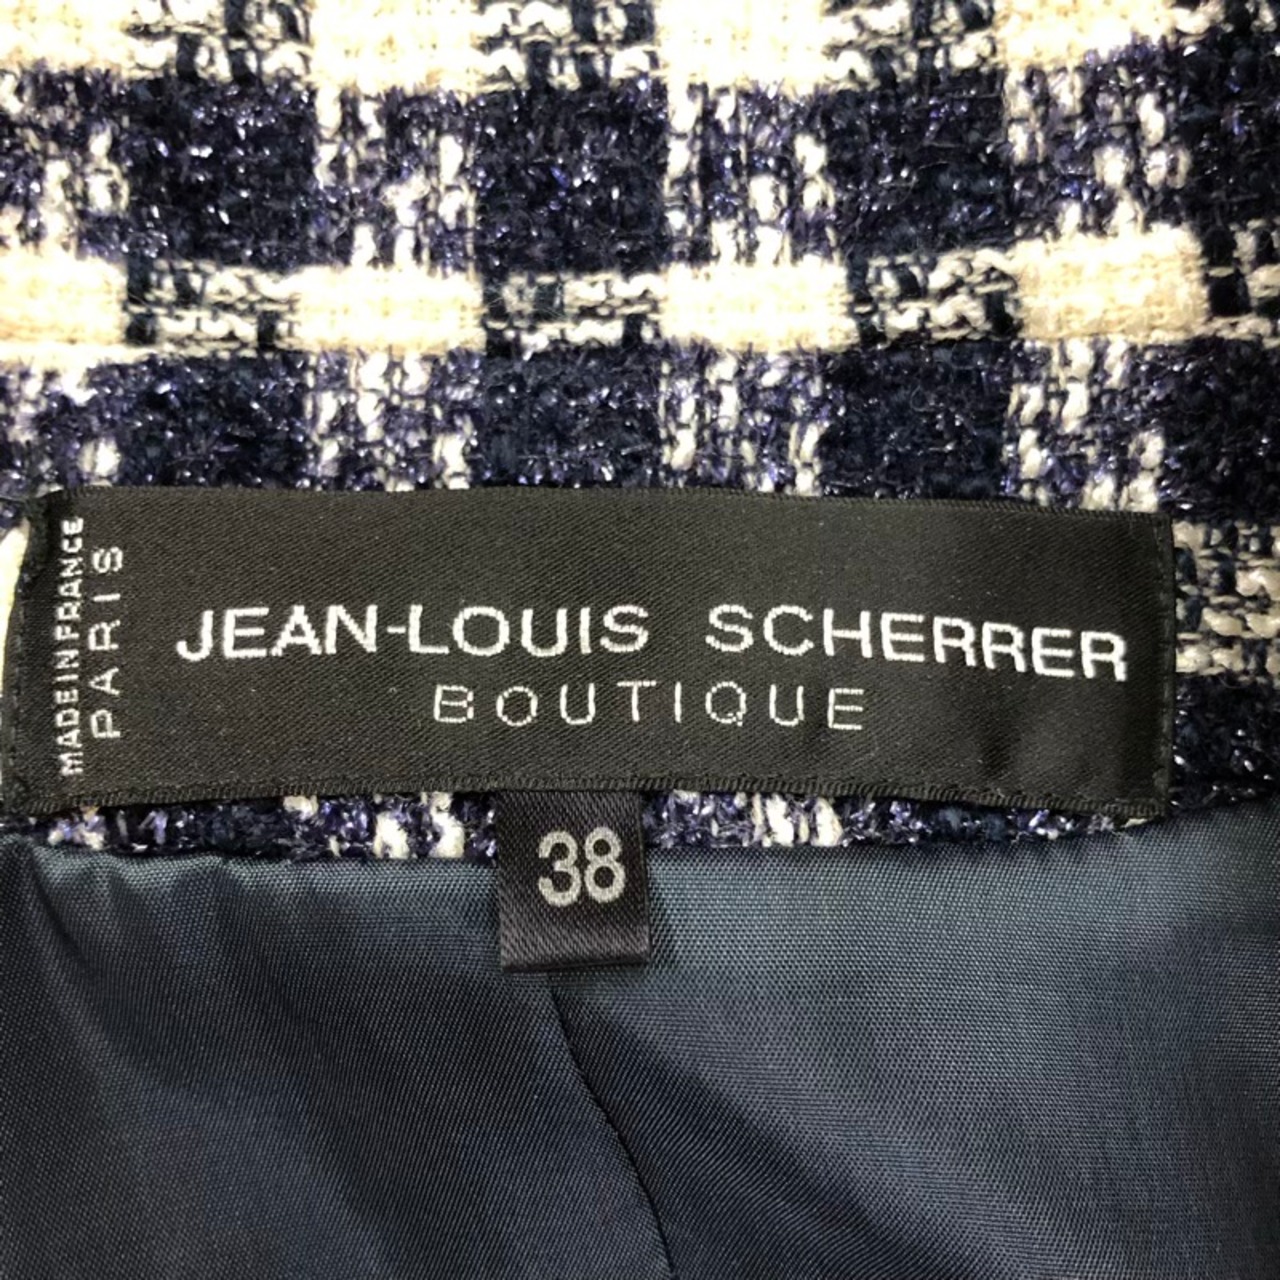 MADE IN FRANCE
PARIS
JEAN-LOUIS SCHERRER
BOUTIQUE
38